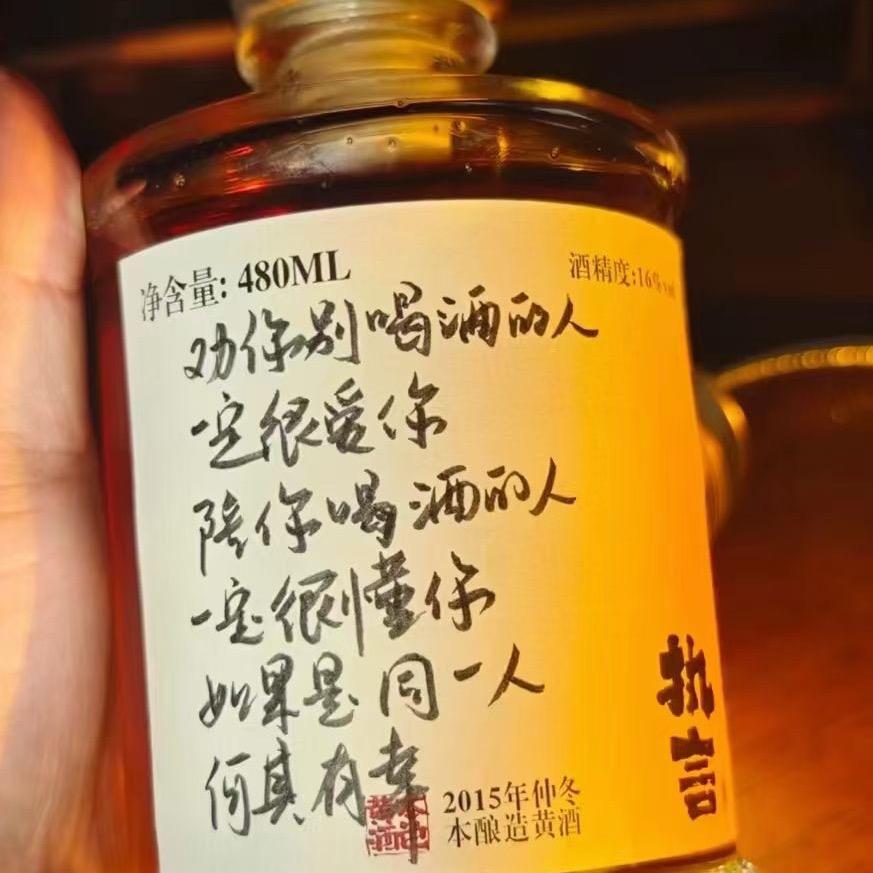 净含量: 480ML
酒精度:16%vol
劝你别喝酒的人
一定很爱你
陪你喝酒的人
一定很懂你
如果是同一人
何其有幸
执言
2015年仲冬
本酿造黄酒